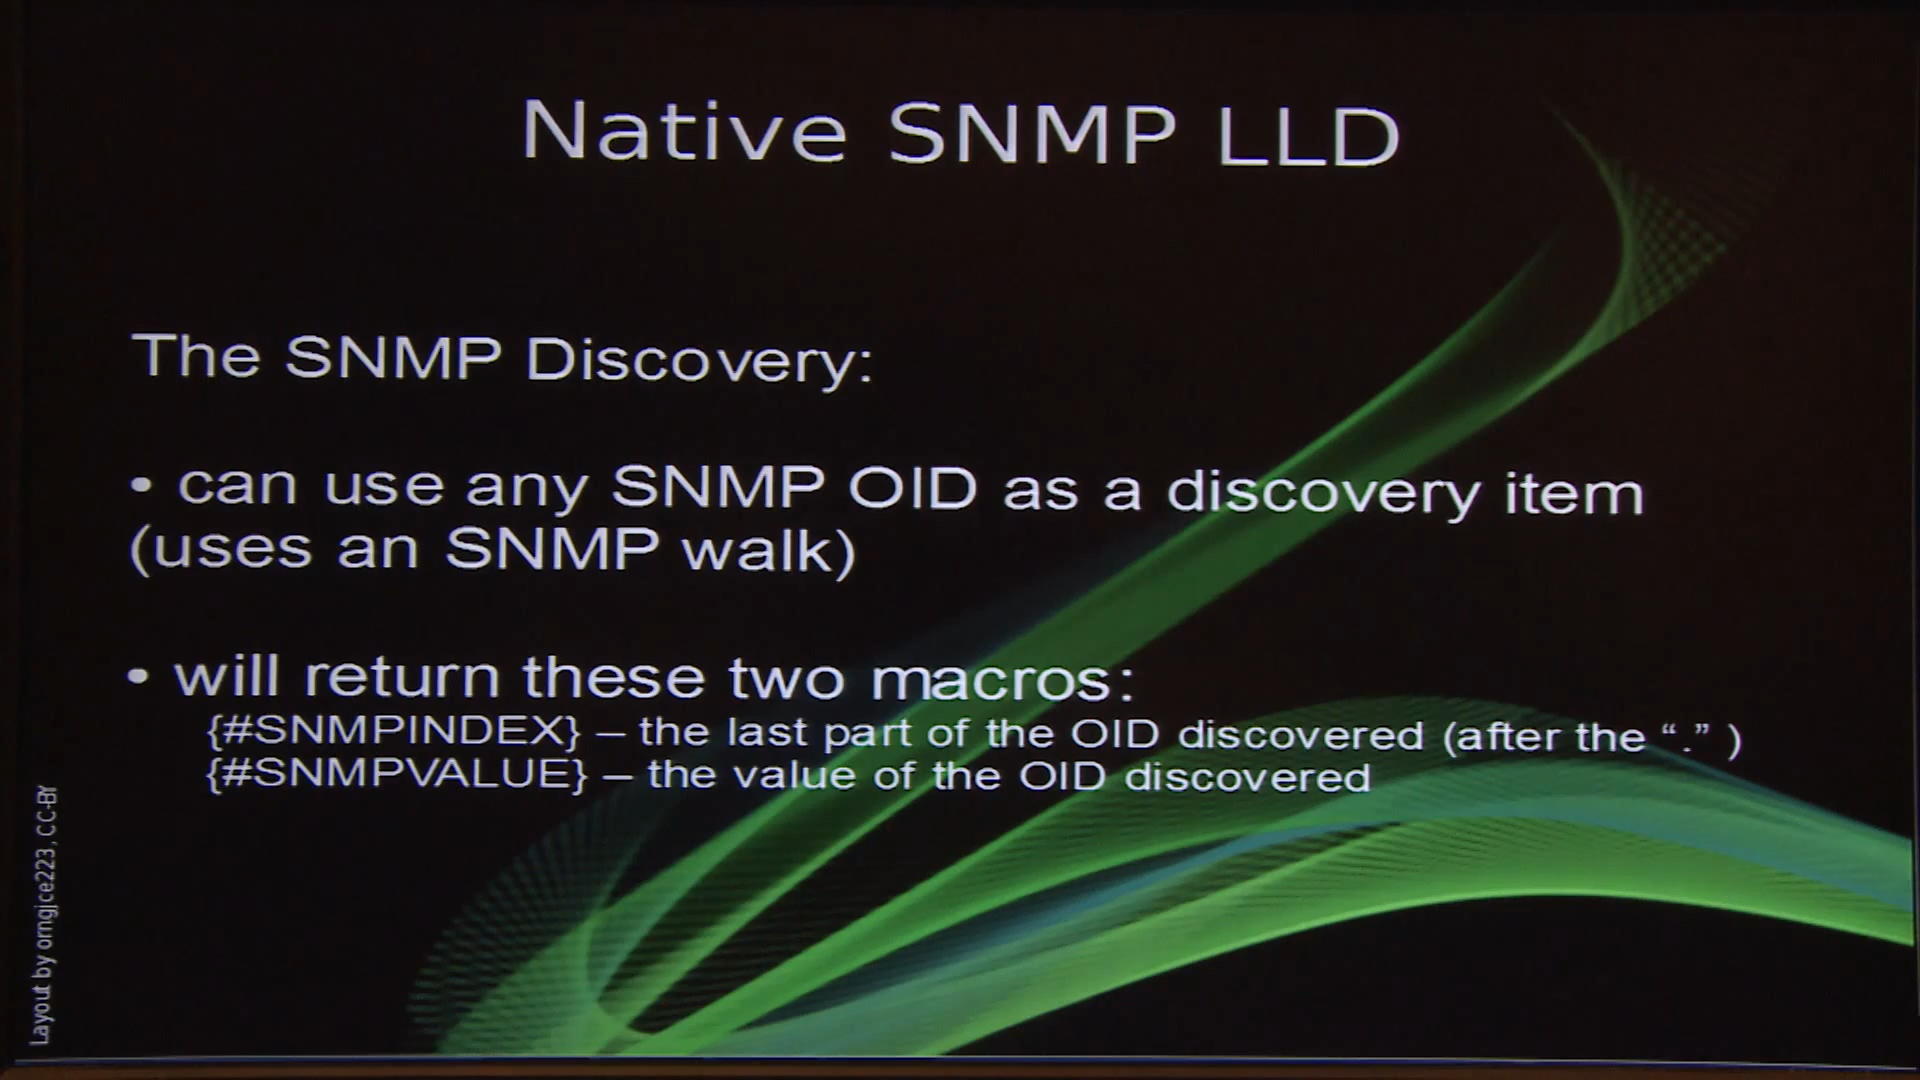 Native SNMP LLD
The SNMP Discovery:
• can use any SNMP OID as a discovery item
(uses an SNMP walk)
• will return these two macros:
{#SNMPINDEX} – the last part of the OID discovered (after the “.” )
{#SNMPVALUE} – the value of the OID discovered
Layout by orngjce223, CC-BY